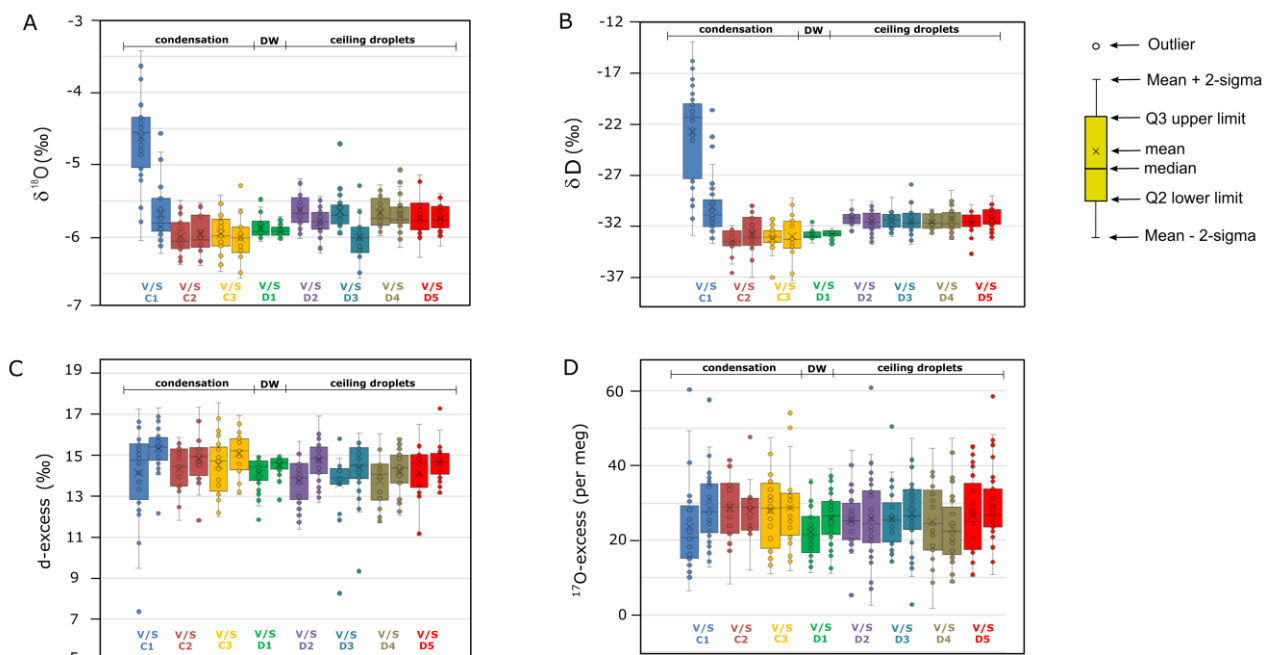 A
-3
-4
-5
-6
-7
δ ¹⁸O (‰)
condensation
DW
ceiling droplets
V/S V/S V/S V/S V/S V/S V/S V/S
C1 C2 C3 D1 D2 D3 D4 D5
B
-12
-17
-22
-27
-32
-37
δ D (‰)
condensation
DW
ceiling droplets
V/S V/S V/S V/S V/S V/S V/S V/S
C1 C2 C3 D1 D2 D3 D4 D5
Outlier
Mean + 2-sigma
Q3 upper limit
mean
median
Q2 lower limit
Mean - 2-sigma
C
19
17
15
13
11
9
7
d-excess (‰)
condensation
DW
ceiling droplets
V/S V/S V/S V/S V/S V/S V/S V/S
C1 C2 C3 D1 D2 D3 D4 D5
D
60
40
20
0
¹⁷O-excess (per meg)
condensation
DW
ceiling droplets
V/S V/S V/S V/S V/S V/S V/S V/S
C1 C2 C3 D1 D2 D3 D4 D5